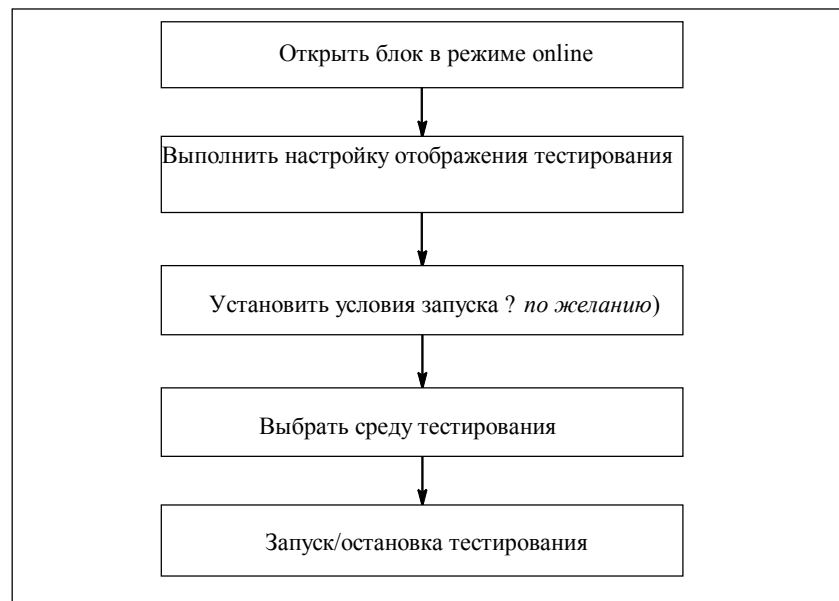 Открыть блок в режиме online
Выполнить настройку отображения тестирования
Установить условия запуска ? по желанию)
Выбрать среду тестирования
Запуск/остановка тестирования